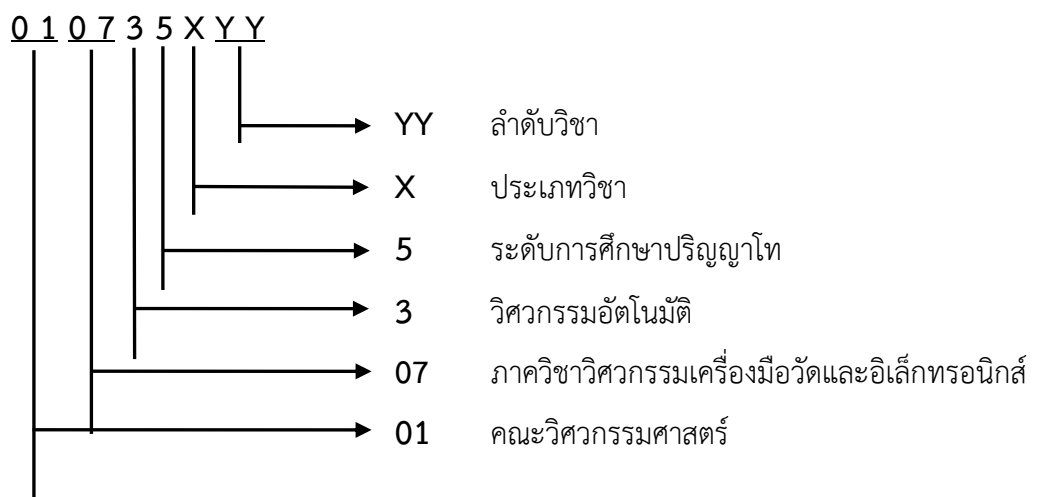 0 1 0 7 3 5 X Y Y
YY ลำดับวิชา
X ประเภทวิชา
5 ระดับการศึกษาปริญญาโท
3 วิศวกรรมอัตโนมัติ
07 ภาควิชาวิศวกรรมเครื่องมือวัดและอิเล็กทรอนิกส์
01 คณะวิศวกรรมศาสตร์